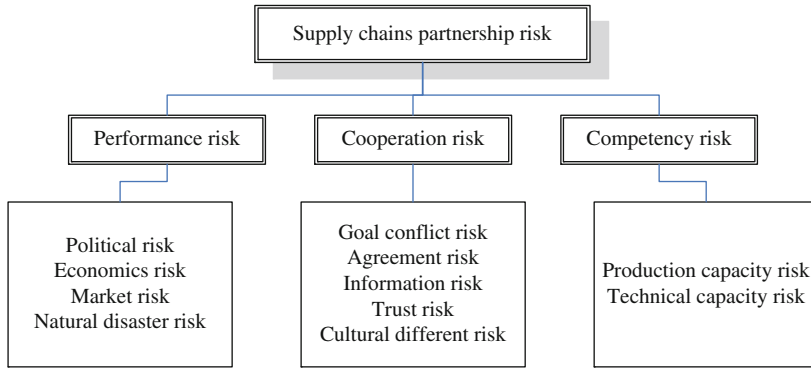 Supply chains partnership risk
Performance risk
Cooperation risk
Competency risk
Political risk
Economics risk
Market risk
Natural disaster risk
Goal conflict risk
Agreement risk
Information risk
Trust risk
Cultural different risk
Production capacity risk
Technical capacity risk